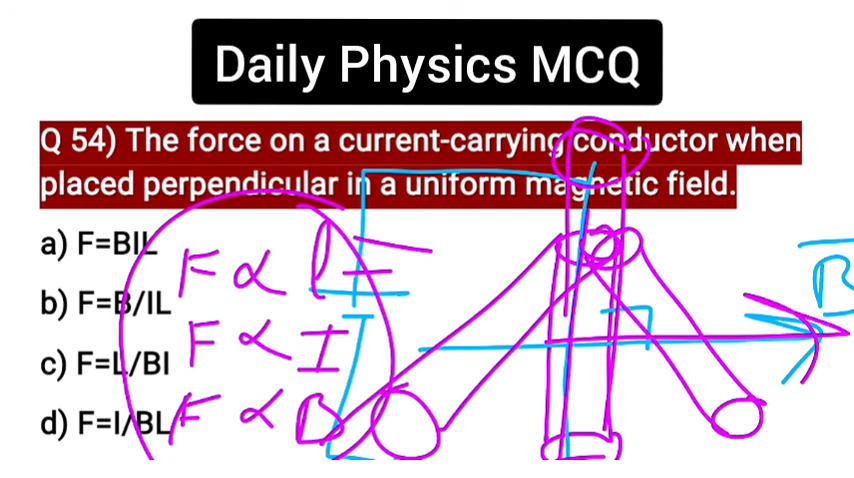 Daily Physics MCQ
Q 54) The force on a current-carrying conductor when
placed perpendicular in a uniform magnetic field.
a) F=BIL
b) F=B/IL
c) F=L/BI
d) F=I/BL
F ∝ l
F ∝ I
F ∝ B
B